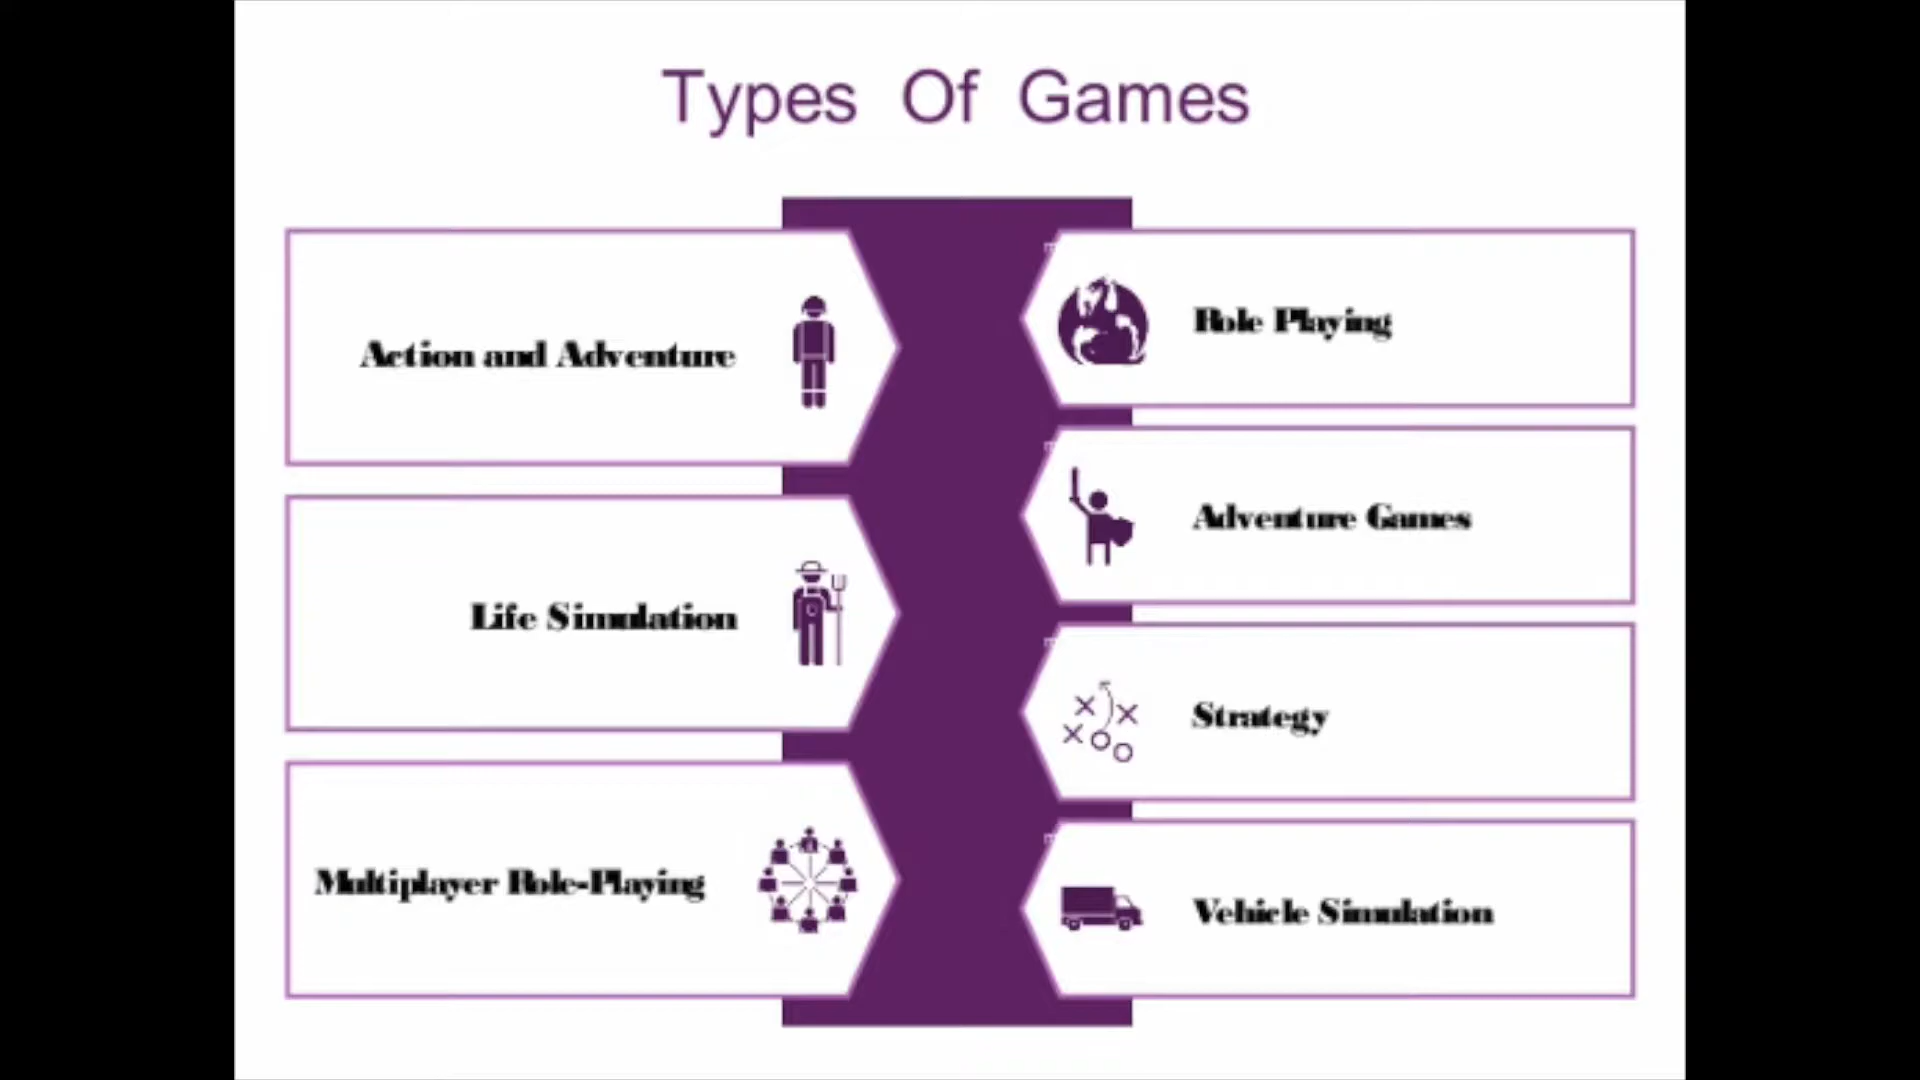 Types Of Games
Action and Adventure
Life Simulation
Multiplayer Role-Playing
Role Playing
Adventure Games
Strategy
Vehicle Simulation